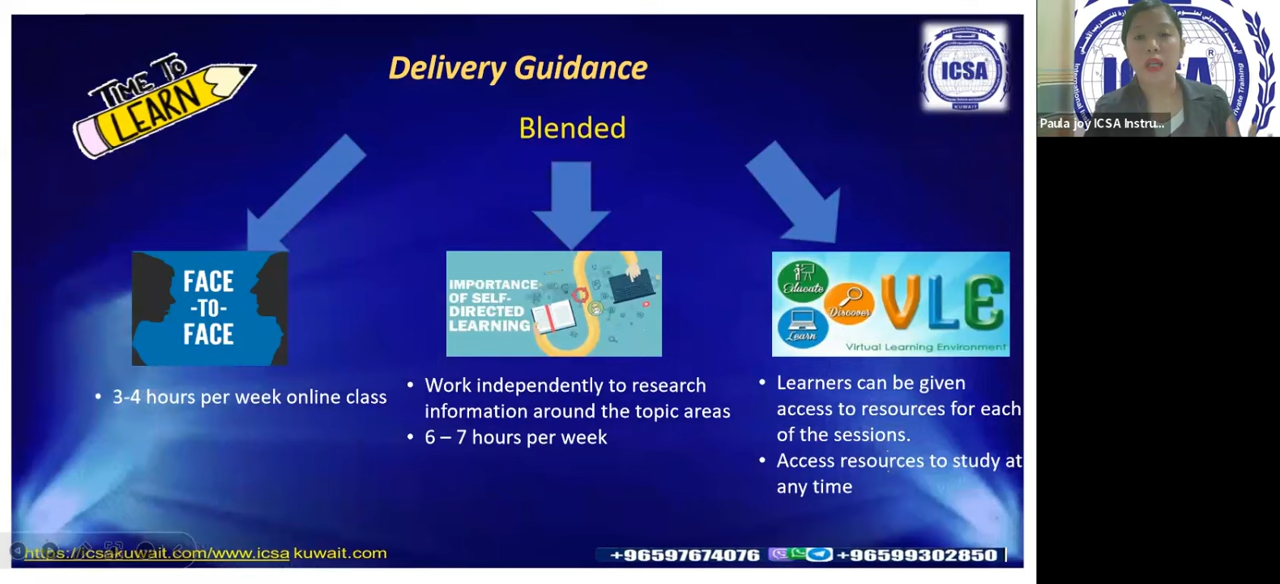 TIME TO
LEARN
Delivery Guidance
ICSA
KUWAIT
Blended
FACE
-TO-
FACE
IMPORTANCE
OF SELF-
DIRECTED
LEARNING
Educate
Discover
Learn
VLE
Virtual Learning Environment
• 3-4 hours per week online class
• Work independently to research
information around the topic areas
• 6 – 7 hours per week
• Learners can be given
access to resources for each
of the sessions.
• Access resources to study at
any time
https://icsakuwait.com/www.icsakuwait.com
+96597674076
+96599302850
Paula joy ICSA Instru...